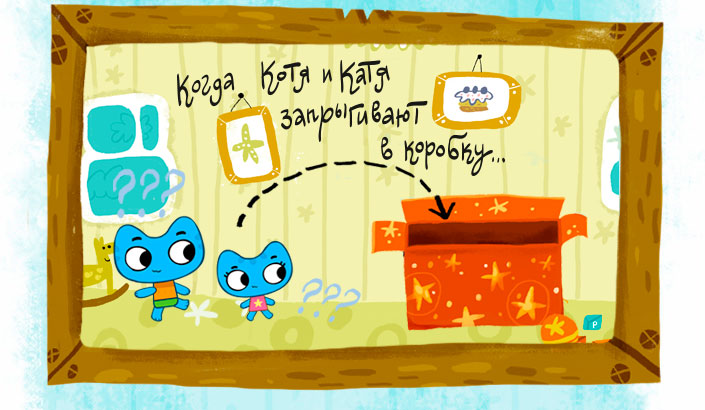 Когда Котя и Катя
запрыгивают
в коробку...
???
???
P